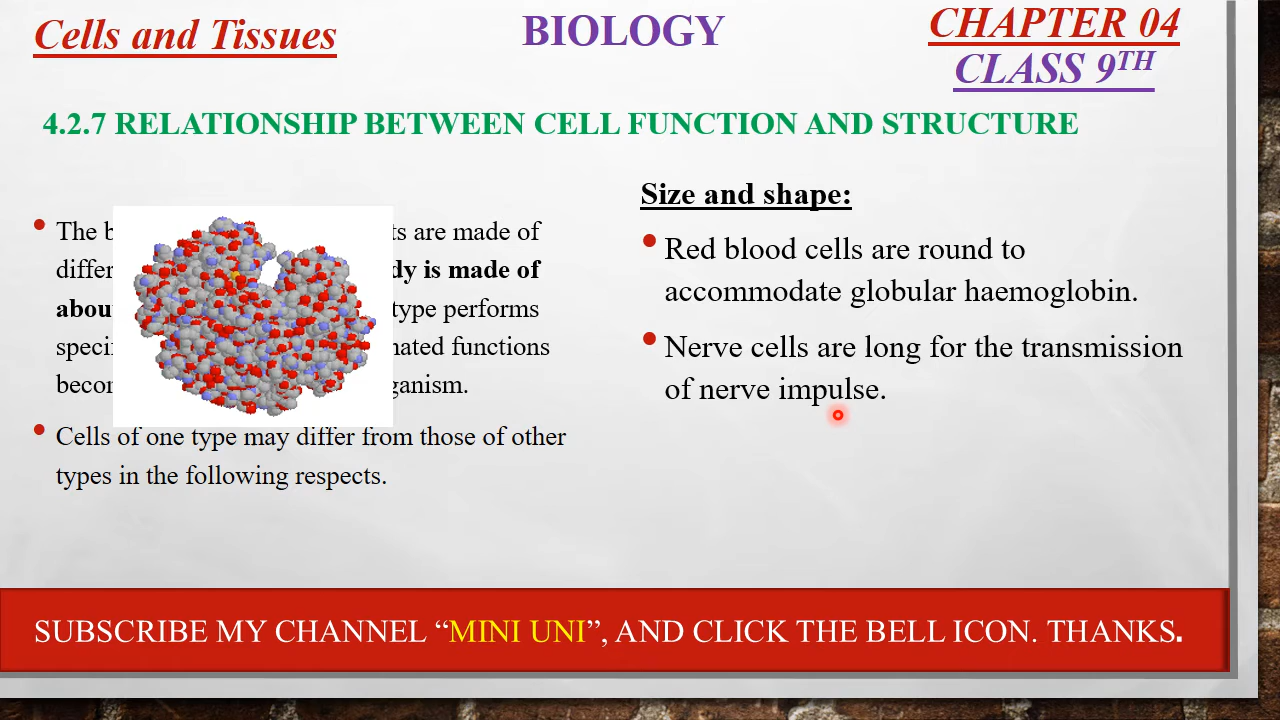 Cells and Tissues
BIOLOGY
CHAPTER 04
CLASS 9TH
4.2.7 RELATIONSHIP BETWEEN CELL FUNCTION AND STRUCTURE
• The b ts are made of
differ dy is made of
abou type performs
speci nated functions
becor ganism.
• Cells of one type may differ from those of other
types in the following respects.
Size and shape:
• Red blood cells are round to
accommodate globular haemoglobin.
• Nerve cells are long for the transmission
of nerve impulse.
SUBSCRIBE MY CHANNEL “MINI UNI”, AND CLICK THE BELL ICON. THANKS.